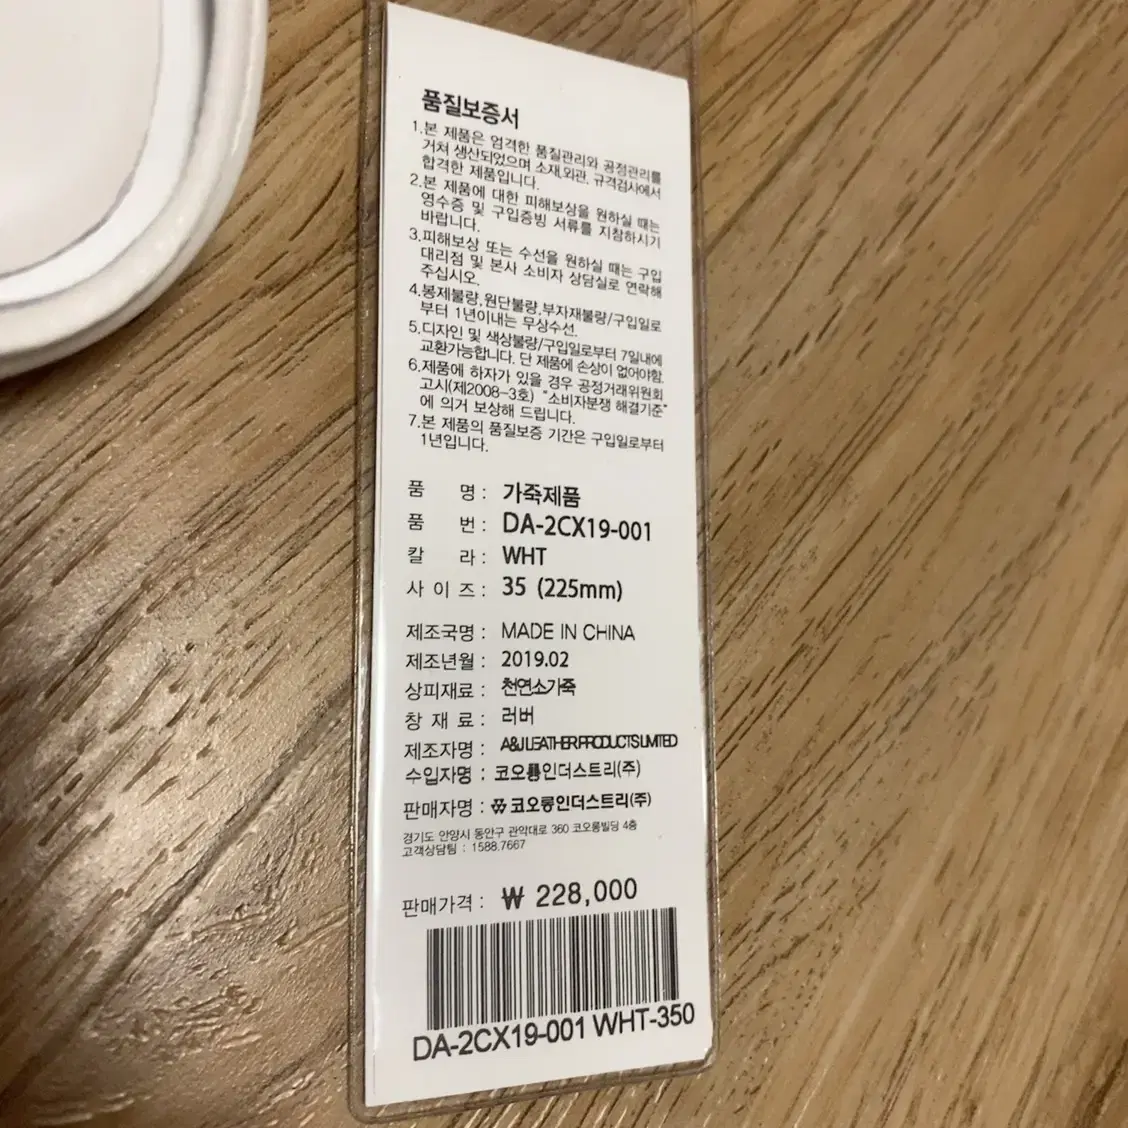 품질보증서
1.본 제품은 엄격한 품질관리와 공정관리를
거쳐 생산되었으며 소재,외관, 규격검사에서
합격한 제품입니다.
2.본 제품에 대한 피해보상을 원하실 때는
영수증 및 구입증빙 서류를 지참하시기
바랍니다.
3.피해보상 또는 수선을 원하실 때는 구입
대리점 및 본사 소비자 상담실로 연락해
주십시오.
4.봉제불량,원단불량,부자재불량/구입일로
부터 1년이내는 무상수선.
5.디자인 및 색상불량/구입일로부터 7일내에
교환가능합니다. 단 제품에 손상이 없어야함.
6.제품에 하자가 있을 경우 공정거래위원회
고시(제2008-3호) "소비자분쟁 해결기준"
에 의거 보상해 드립니다.
7.본 제품의 품질보증 기간은 구입일로부터
1년입니다.
품 명 : 가죽제품
품 번 : DA-2CX19-001
칼 라 : WHT
사 이 즈 : 35 (225mm)
제조국명 : MADE IN CHINA
제조년월 : 2019.02
상피재료 : 천연소가죽
창 재 료 : 러버
제조자명 : A&J LEATHER PRODUCTS LIMITED
수입자명 : 코오롱인더스트리(주)
판매자명 : 코오롱인더스트리(주)
경기도 안양시 동안구 관악대로 360 코오롱빌딩 4층
고객상담팀 : 1588.7667
판매가격 : ₩ 228,000
DA-2CX19-001 WHT-350